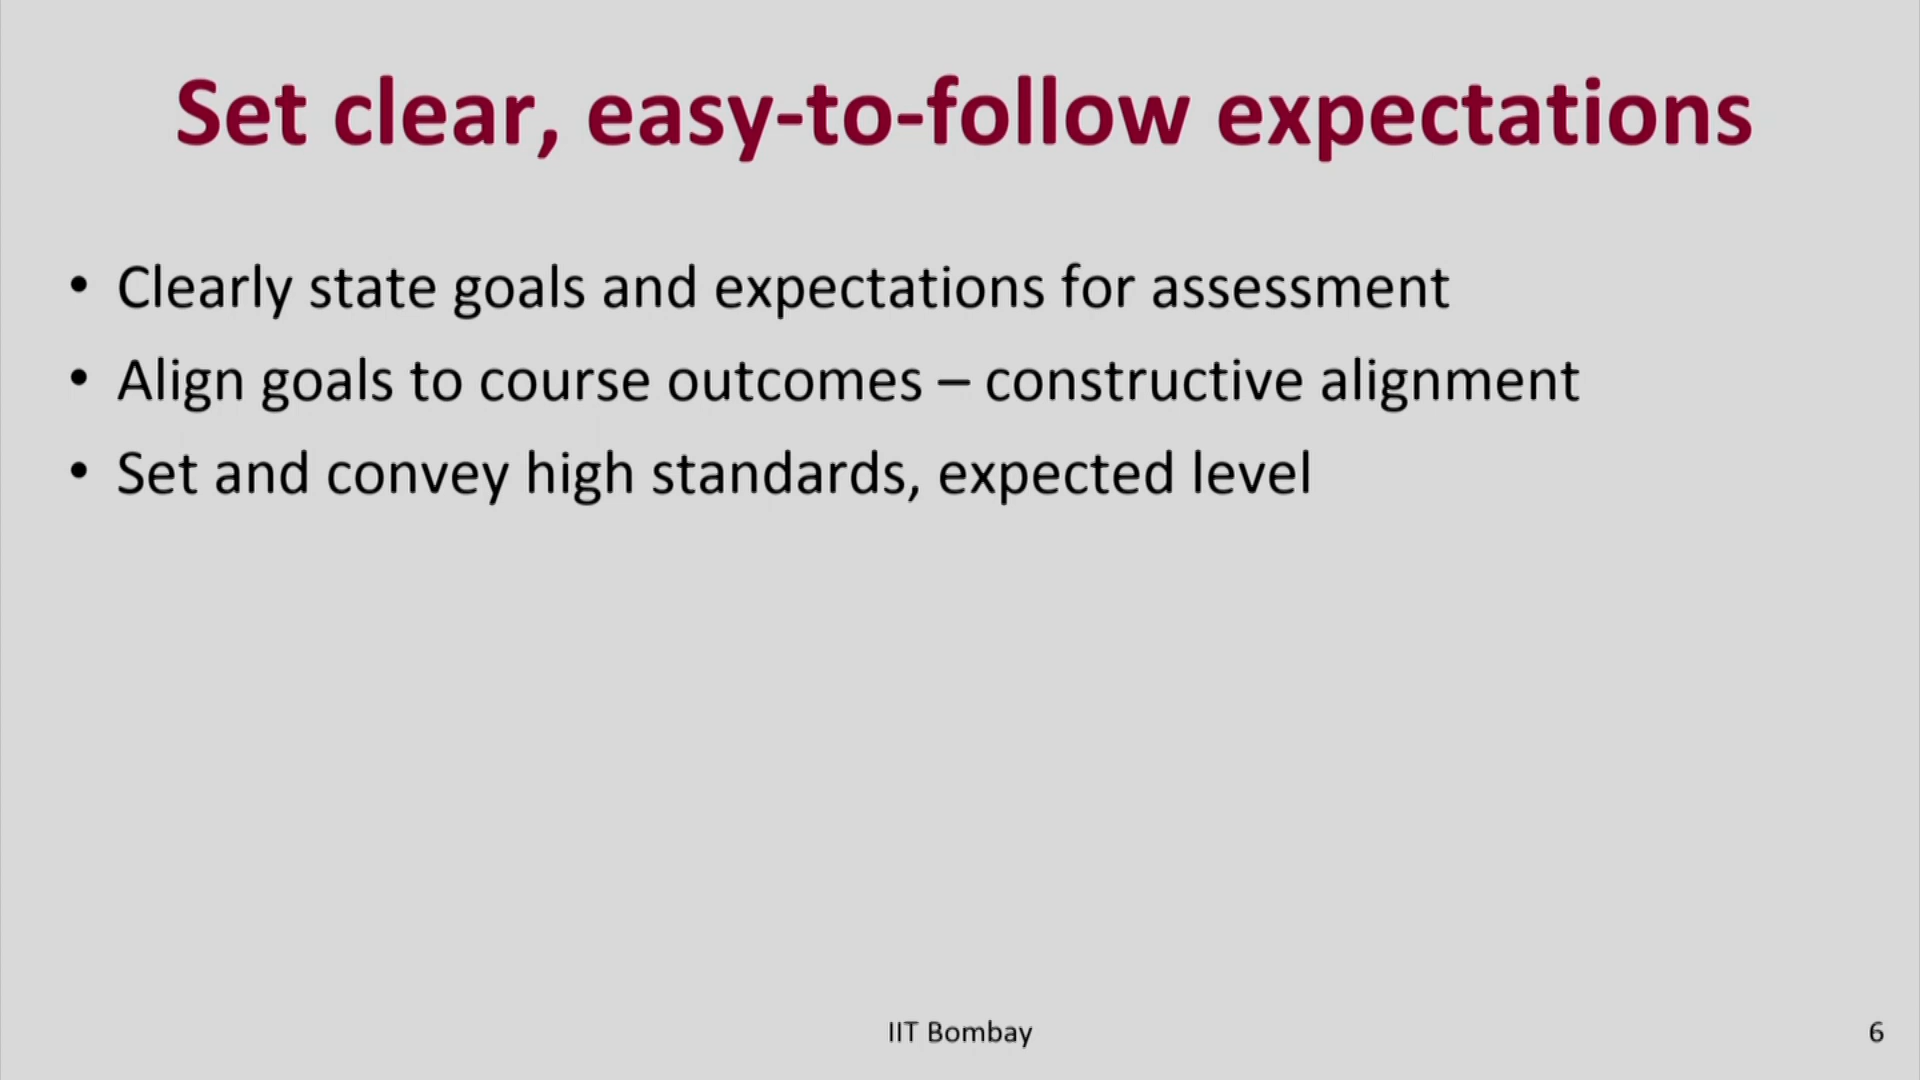 Set clear, easy-to-follow expectations
• Clearly state goals and expectations for assessment
• Align goals to course outcomes – constructive alignment
• Set and convey high standards, expected level
IIT Bombay
6